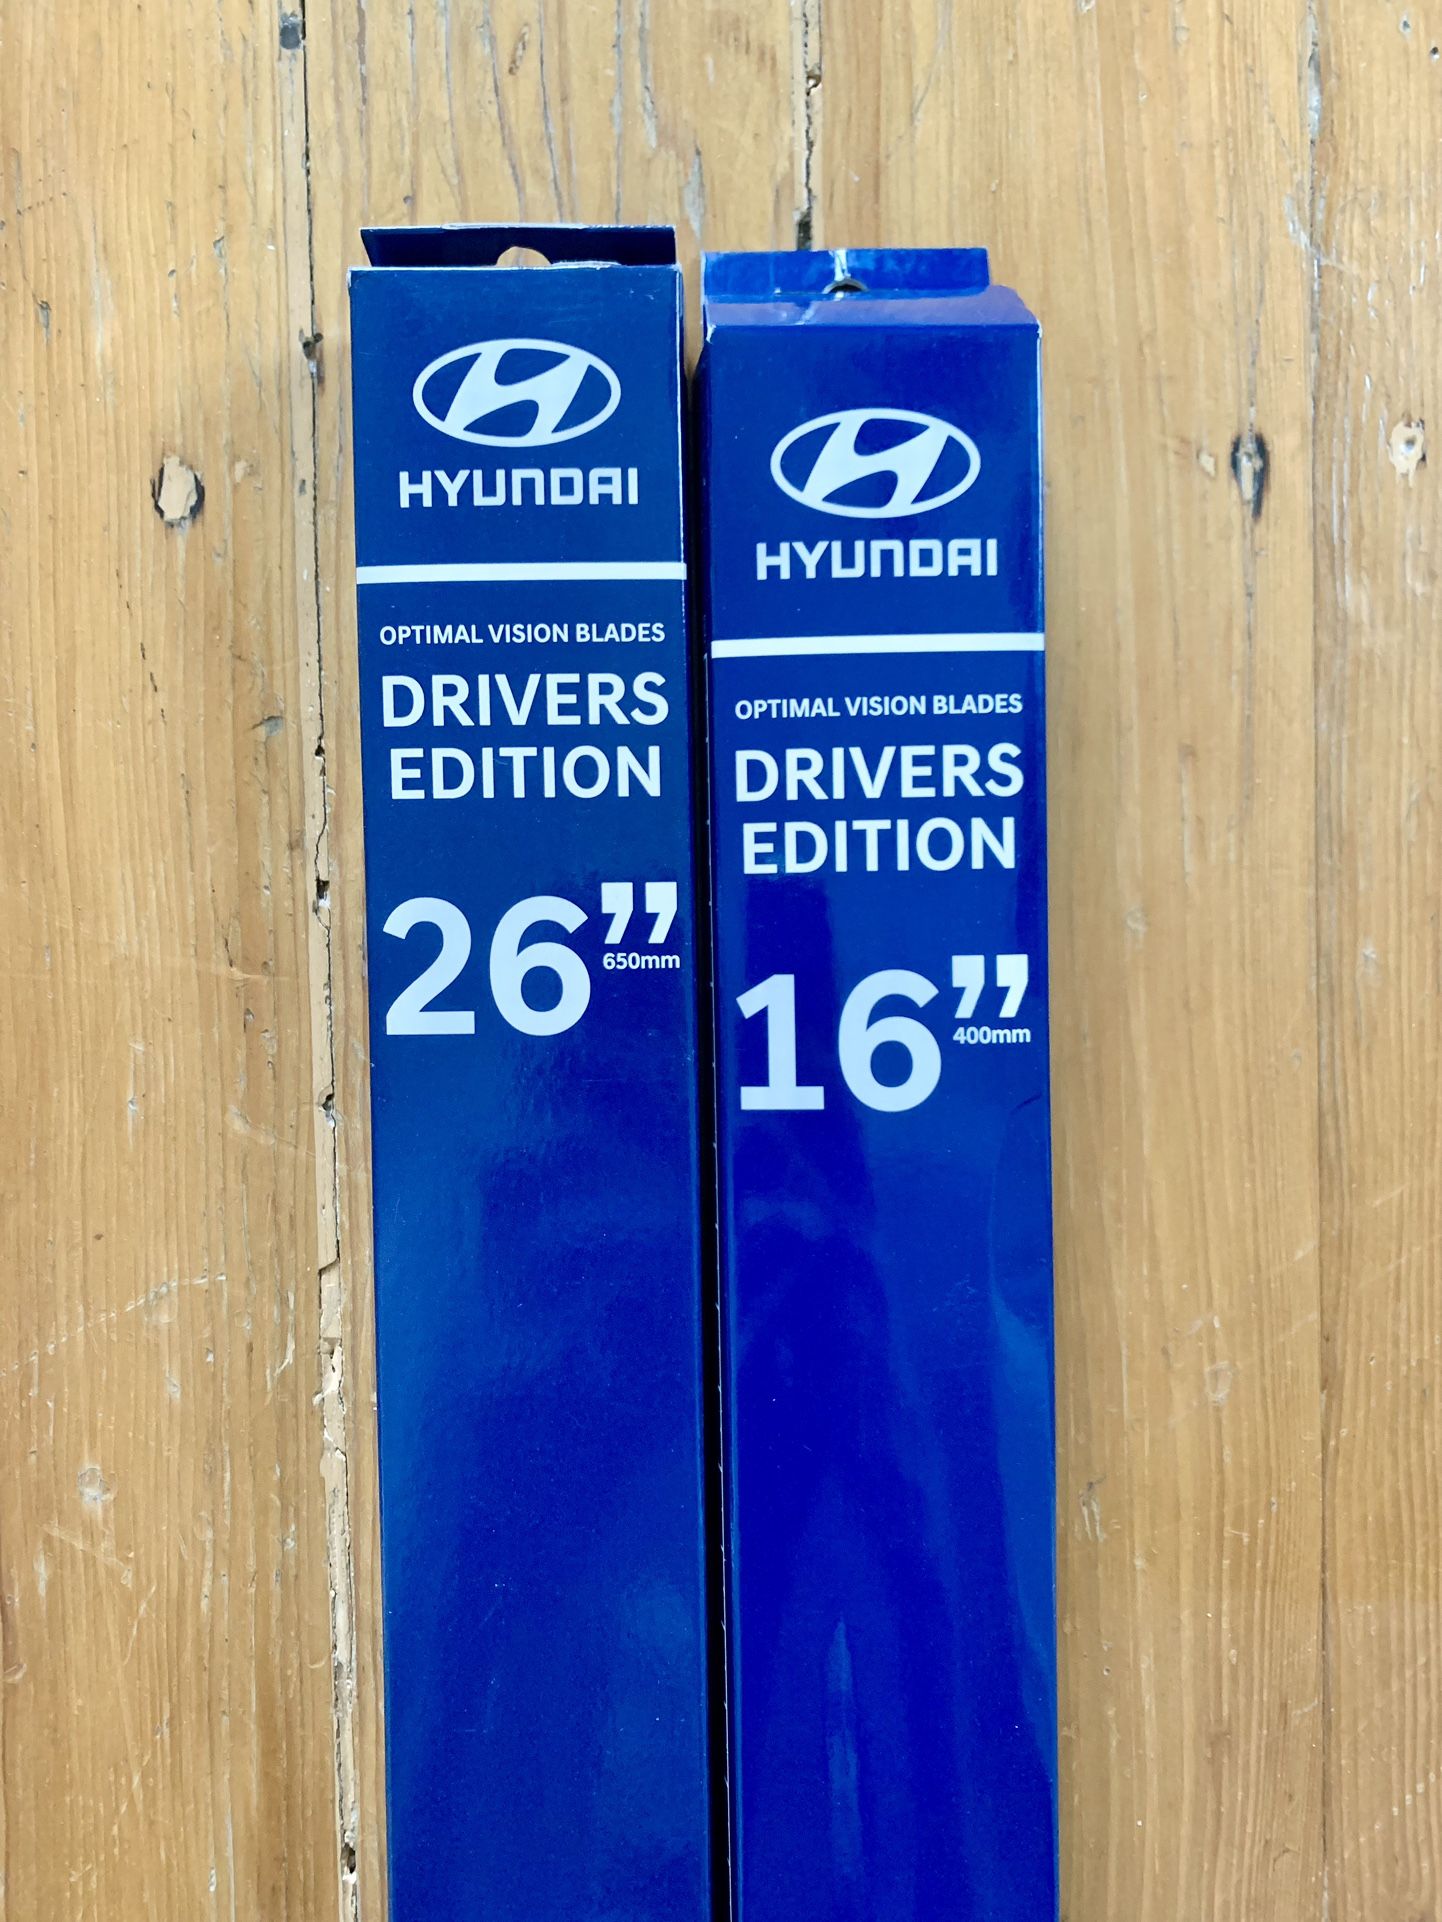 HYUNDAI
OPTIMAL VISION BLADES
DRIVERS
EDITION
26”
650mm
HYUNDAI
OPTIMAL VISION BLADES
DRIVERS
EDITION
16”
400mm